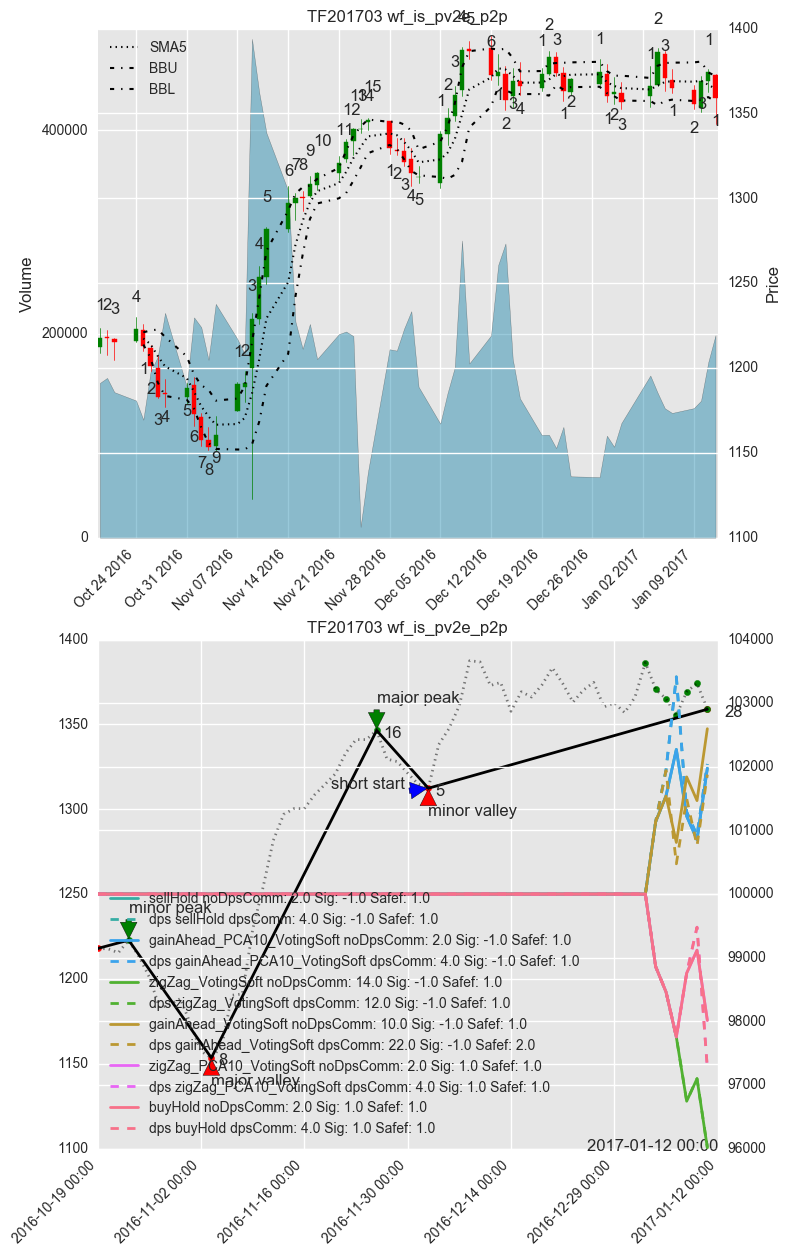 TF201703 wf_is_pv2e_p2p
SMA5
BBU
BBL
400000
200000
0
Volume
1400
1350
1300
1250
1200
1150
1100
Price
Oct 24 2016
Oct 31 2016
Nov 07 2016
Nov 14 2016
Nov 21 2016
Nov 28 2016
Dec 05 2016
Dec 12 2016
Dec 19 2016
Dec 26 2016
Jan 02 2017
Jan 09 2017
TF201703 wf_is_pv2e_p2p
1400
1350
1300
1250
1200
1150
1100
104000
103000
102000
101000
100000
99000
98000
97000
96000
major peak
16
28
short start
5
minor valley
minor peak
8
major valley
sellHold noDpsComm: 2.0 Sig: -1.0 Safef: 1.0
dps sellHold dpsComm: 4.0 Sig: -1.0 Safef: 1.0
gainAhead_PCA10_VotingSoft noDpsComm: 2.0 Sig: -1.0 Safef: 1.0
dps gainAhead_PCA10_VotingSoft dpsComm: 4.0 Sig: -1.0 Safef: 1.0
zigZag_VotingSoft noDpsComm: 14.0 Sig: -1.0 Safef: 1.0
dps zigZag_VotingSoft dpsComm: 12.0 Sig: -1.0 Safef: 1.0
gainAhead_VotingSoft noDpsComm: 10.0 Sig: -1.0 Safef: 1.0
dps gainAhead_VotingSoft dpsComm: 22.0 Sig: -1.0 Safef: 2.0
zigZag_PCA10_VotingSoft noDpsComm: 2.0 Sig: 1.0 Safef: 1.0
dps zigZag_PCA10_VotingSoft dpsComm: 4.0 Sig: 1.0 Safef: 1.0
buyHold noDpsComm: 2.0 Sig: 1.0 Safef: 1.0
dps buyHold dpsComm: 4.0 Sig: 1.0 Safef: 1.0
2017-01-12 00:00
2016-10-19 00:00
2016-11-02 00:00
2016-11-16 00:00
2016-11-30 00:00
2016-12-14 00:00
2016-12-29 00:00
2017-01-12 00:00